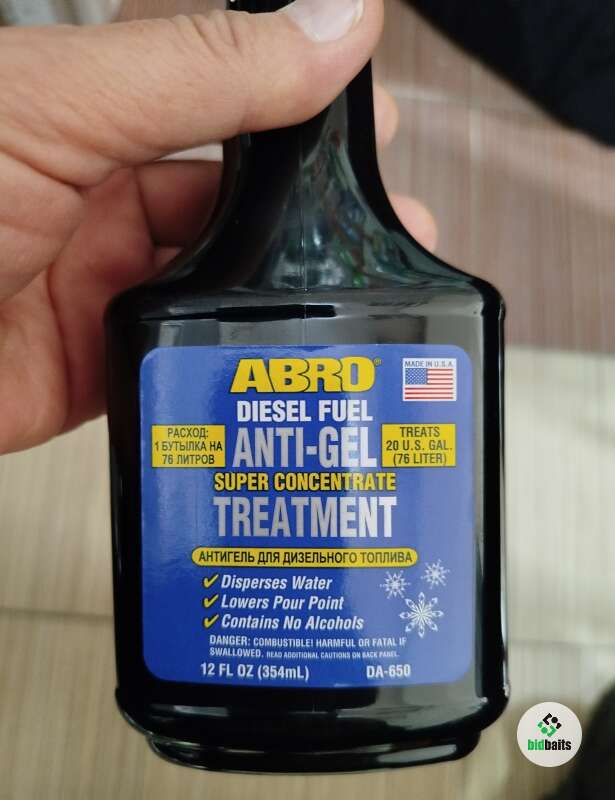 ABRO®
MADE IN U.S.A.
DIESEL FUEL
РАСХОД:
1 БУТЫЛКА НА
76 ЛИТРОВ
ANTI-GEL
TREATS
20 U.S. GAL.
(76 LITER)
SUPER CONCENTRATE
TREATMENT
АНТИГЕЛЬ ДЛЯ ДИЗЕЛЬНОГО ТОПЛИВА
✓ Disperses Water
✓ Lowers Pour Point
✓ Contains No Alcohols
DANGER: COMBUSTIBLE! HARMFUL OR FATAL IF
SWALLOWED. READ ADDITIONAL CAUTIONS ON BACK PANEL.
12 FL OZ (354mL) DA-650
bidbaits